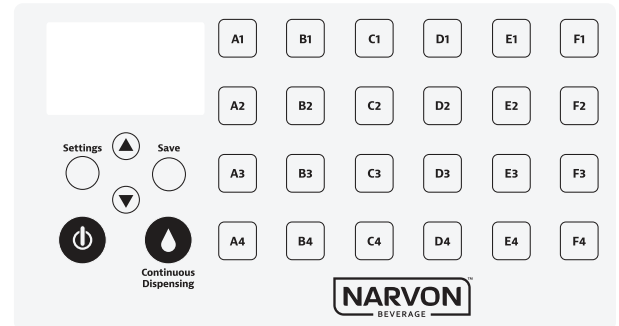 A1 B1 C1 D1 E1 F1
A2 B2 C2 D2 E2 F2
Settings Save
A3 B3 C3 D3 E3 F3
A4 B4 C4 D4 E4 F4
Continuous
Dispensing
NARVON™
BEVERAGE